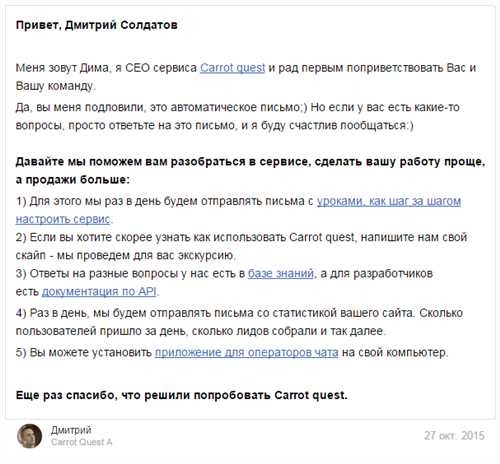 Привет, Дмитрий Солдатов
Меня зовут Дима, я CEO сервиса Carrot quest и рад первым поприветствовать Вас и
Вашу команду.
Да, вы меня подловили, это автоматическое письмо;) Но если у вас есть какие-то
вопросы, просто ответьте на это письмо, и я буду счастлив пообщаться:)
Давайте мы поможем вам разобраться в сервисе, сделать вашу работу проще,
а продажи больше:
1) Для этого мы раз в день будем отправлять письма с уроками, как шаг за шагом
настроить сервис.
2) Если вы хотите скорее узнать как использовать Carrot quest, напишите нам свой
скайп - мы проведем для вас экскурсию.
3) Ответы на разные вопросы у нас есть в базе знаний, а для разработчиков
есть документация по API.
4) Раз в день, мы будем отправлять письма со статистикой вашего сайта. Сколько
пользователей пришло за день, сколько лидов собрали и так далее.
5) Вы можете установить приложение для операторов чата на свой компьютер.
Еще раз спасибо, что решили попробовать Carrot quest.
Дмитрий
Carrot Quest A
27 окт. 2015